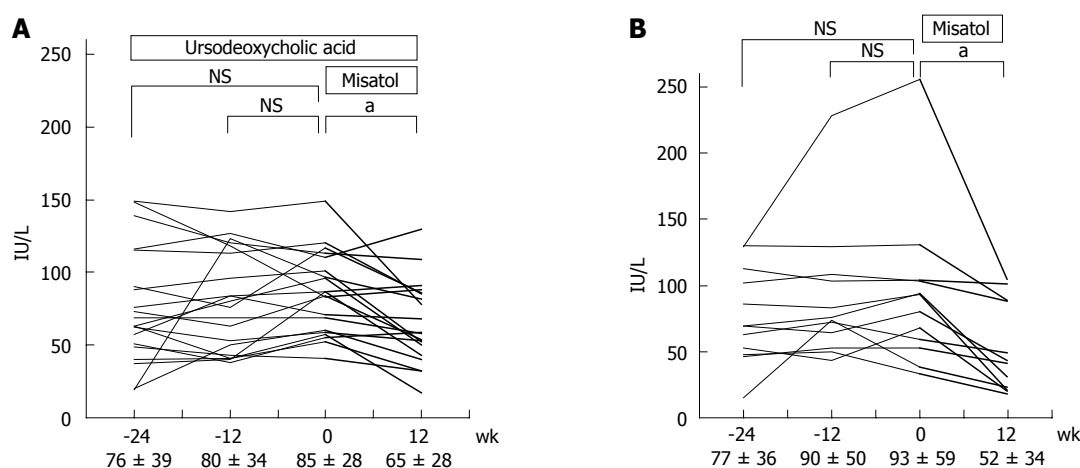 A
Ursodeoxycholic acid
NS
Misatol
NS
a
250
200
150
100
50
0
IU/L
-24
-12
0
12
wk
76 ± 39
80 ± 34
85 ± 28
65 ± 28
B
NS
Misatol
NS
a
250
200
150
100
50
0
IU/L
-24
-12
0
12
wk
77 ± 36
90 ± 50
93 ± 59
52 ± 34